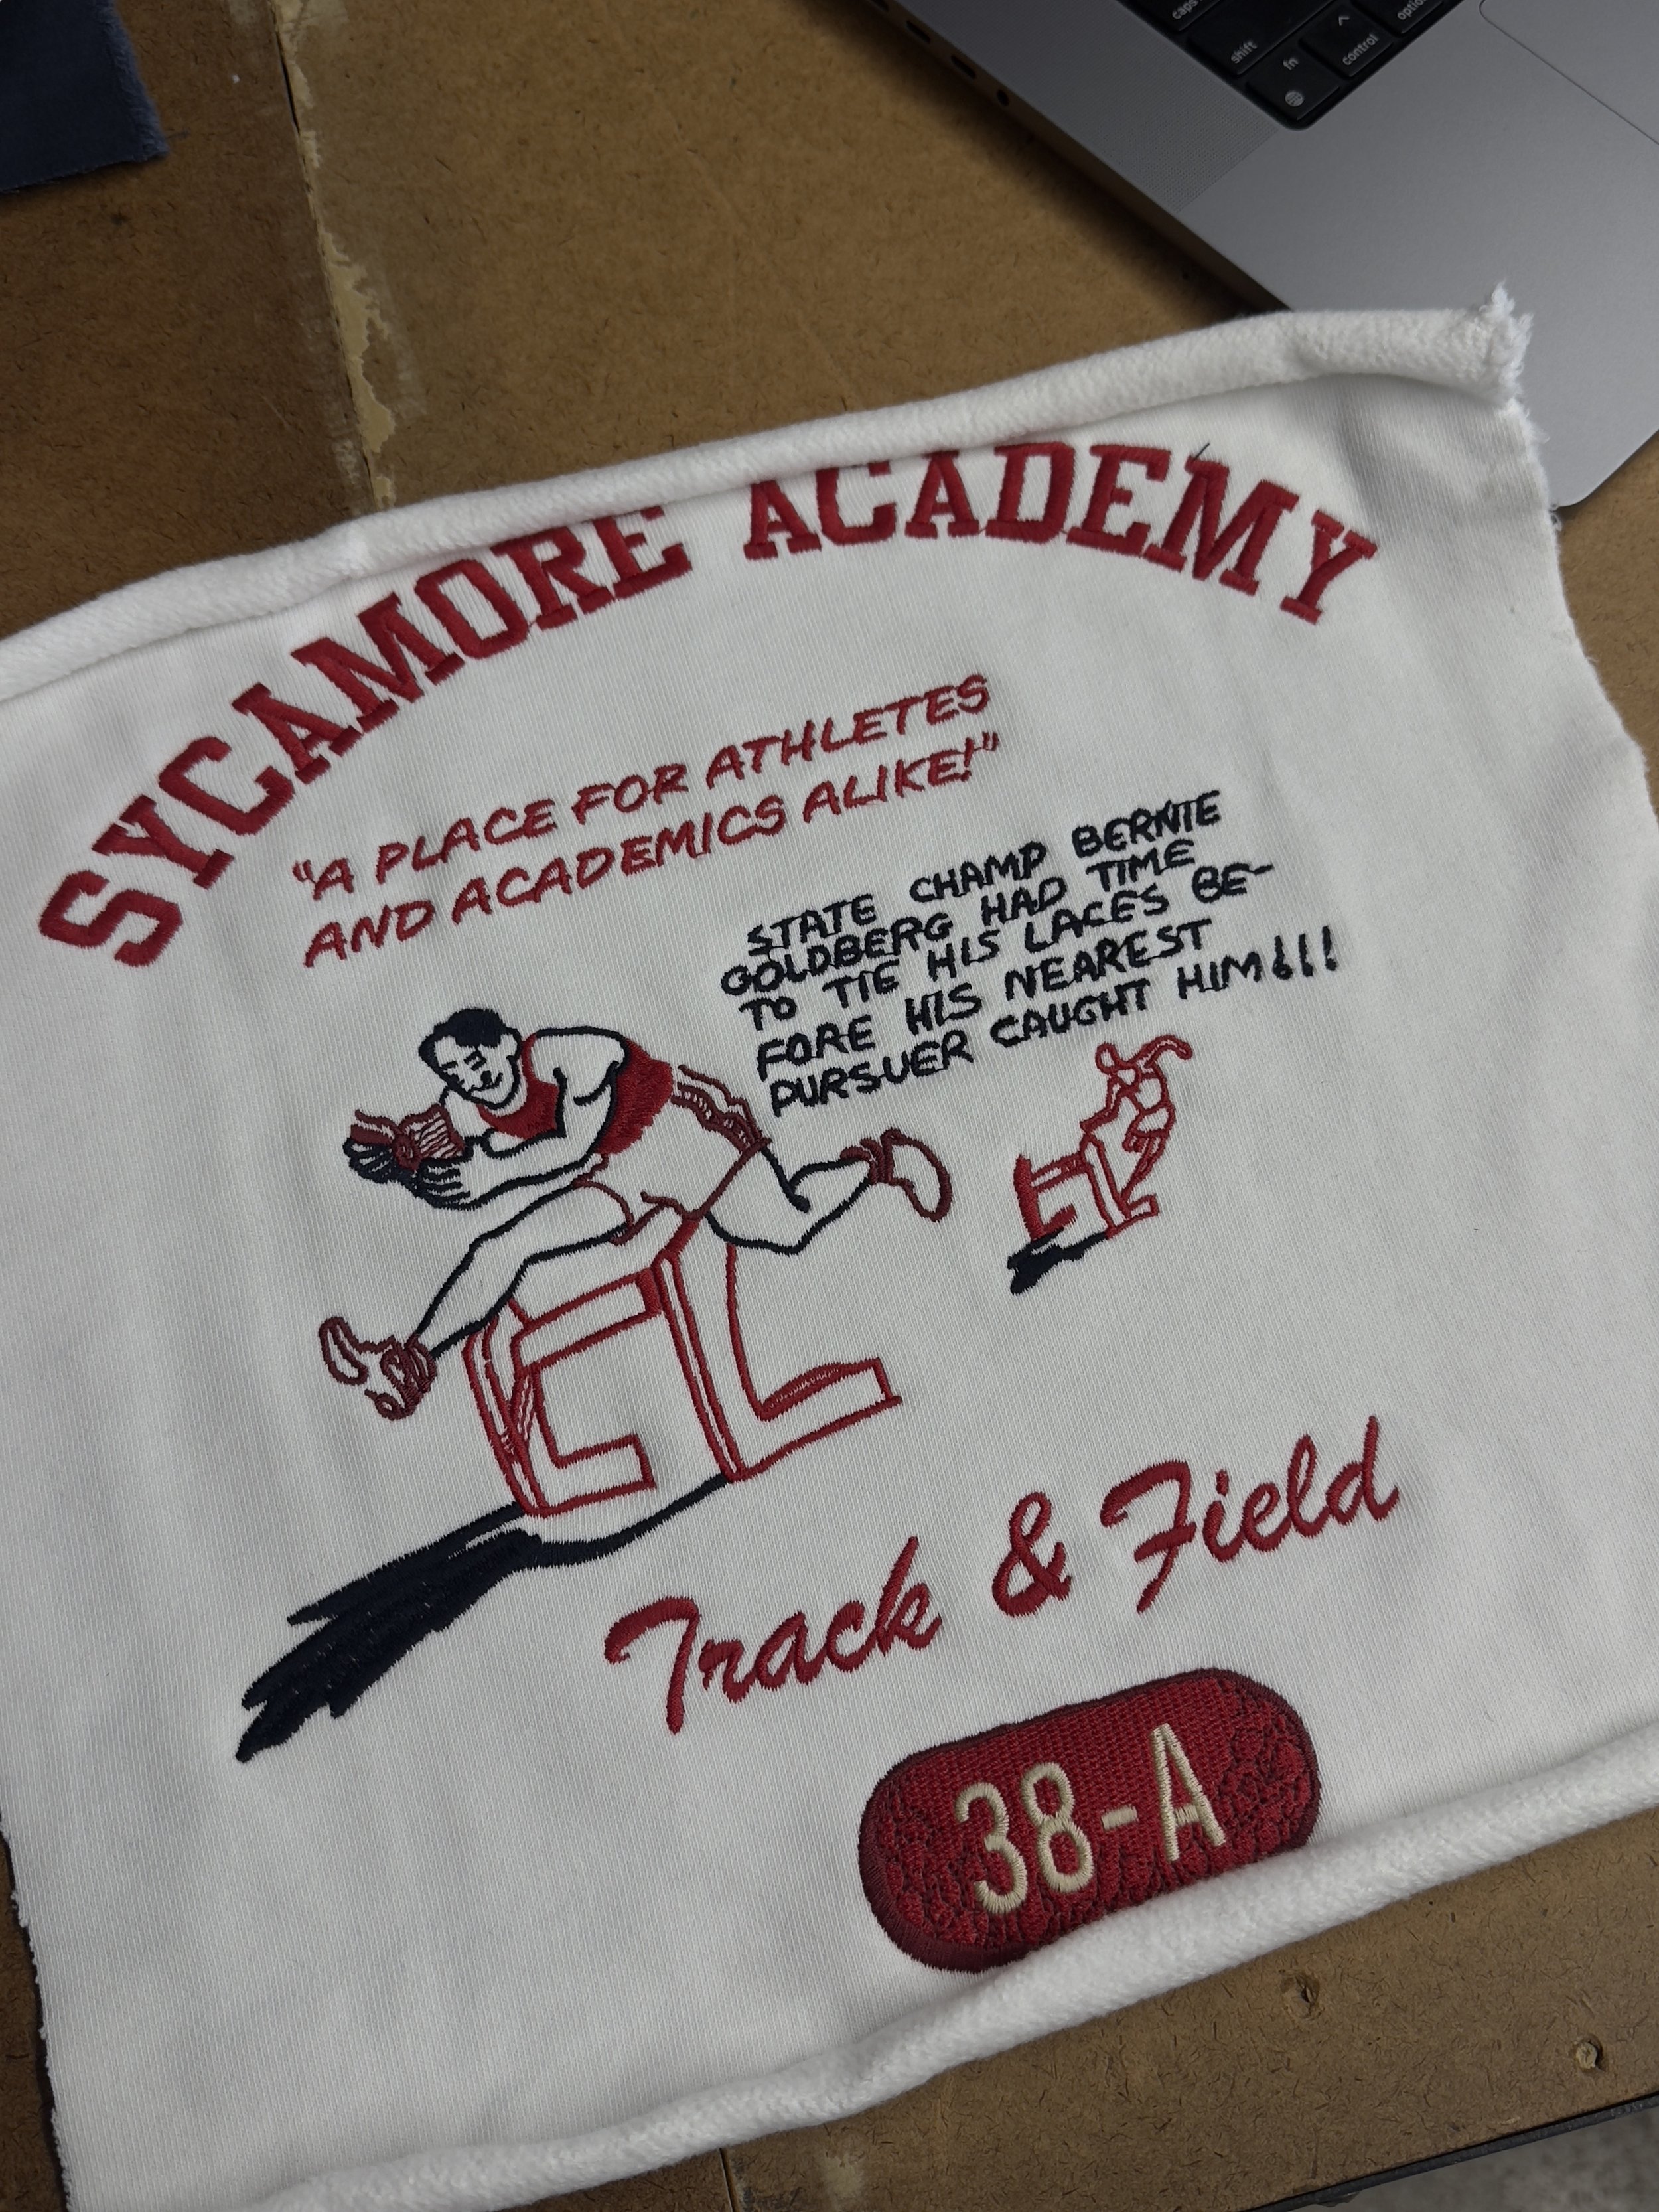 caps
shift
fn
control
option
SYCAMORE ACADEMY
"A PLACE FOR ATHLETES
AND ACADEMICS ALIKE!"
STATE CHAMP BERNIE
GOLDBERG HAD TIME
TO TIE HIS LACES BE-
FORE HIS NEAREST
PURSUER CAUGHT HIM!!!
Track & Field
38-A